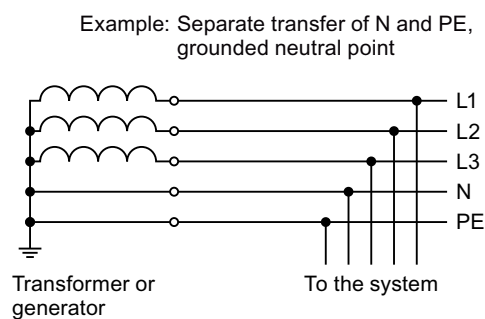 Example: Separate transfer of N and PE,
grounded neutral point
L1
L2
L3
N
PE
Transformer or
generator
To the system